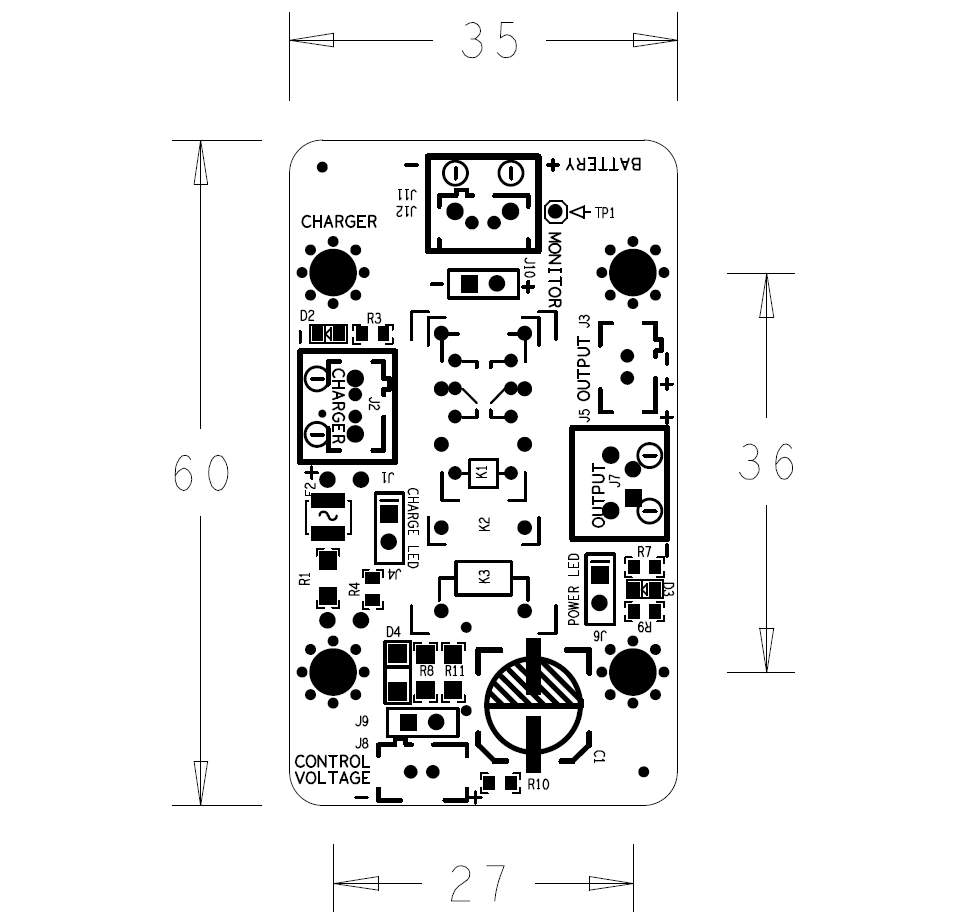 35
BATTERY
J11
J12
TP1
CHARGER
MONITOR
J10
D2
R3
J3
OUTPUT
CHARGER
J2
J5
60
36
K1
J1
F2
OUTPUT
J7
CHARGE LED
K2
J4
R1
R4
K3
POWER LED
R7
D3
R9
J6
D4
R8
R11
J9
J8
CONTROL
VOLTAGE
C1
R10
27